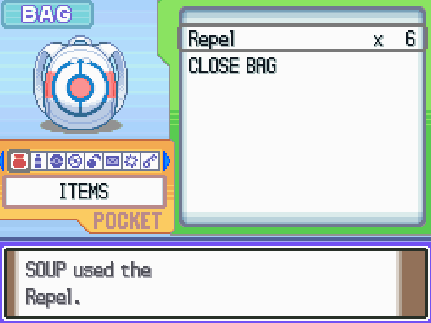 BAG
Repel x 6
CLOSE BAG
ITEMS
POCKET
SOUP used the
Repel.